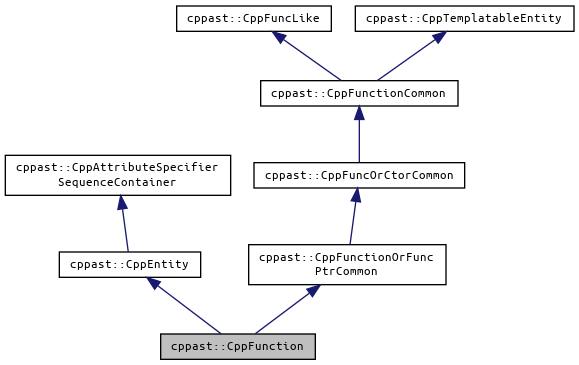 cppast::CppFuncLike
cppast::CppTemplatableEntity
cppast::CppFunctionCommon
cppast::CppAttributeSpecifier
SequenceContainer
cppast::CppFuncOrCtorCommon
cppast::CppEntity
cppast::CppFunctionOrFunc
PtrCommon
cppast::CppFunction